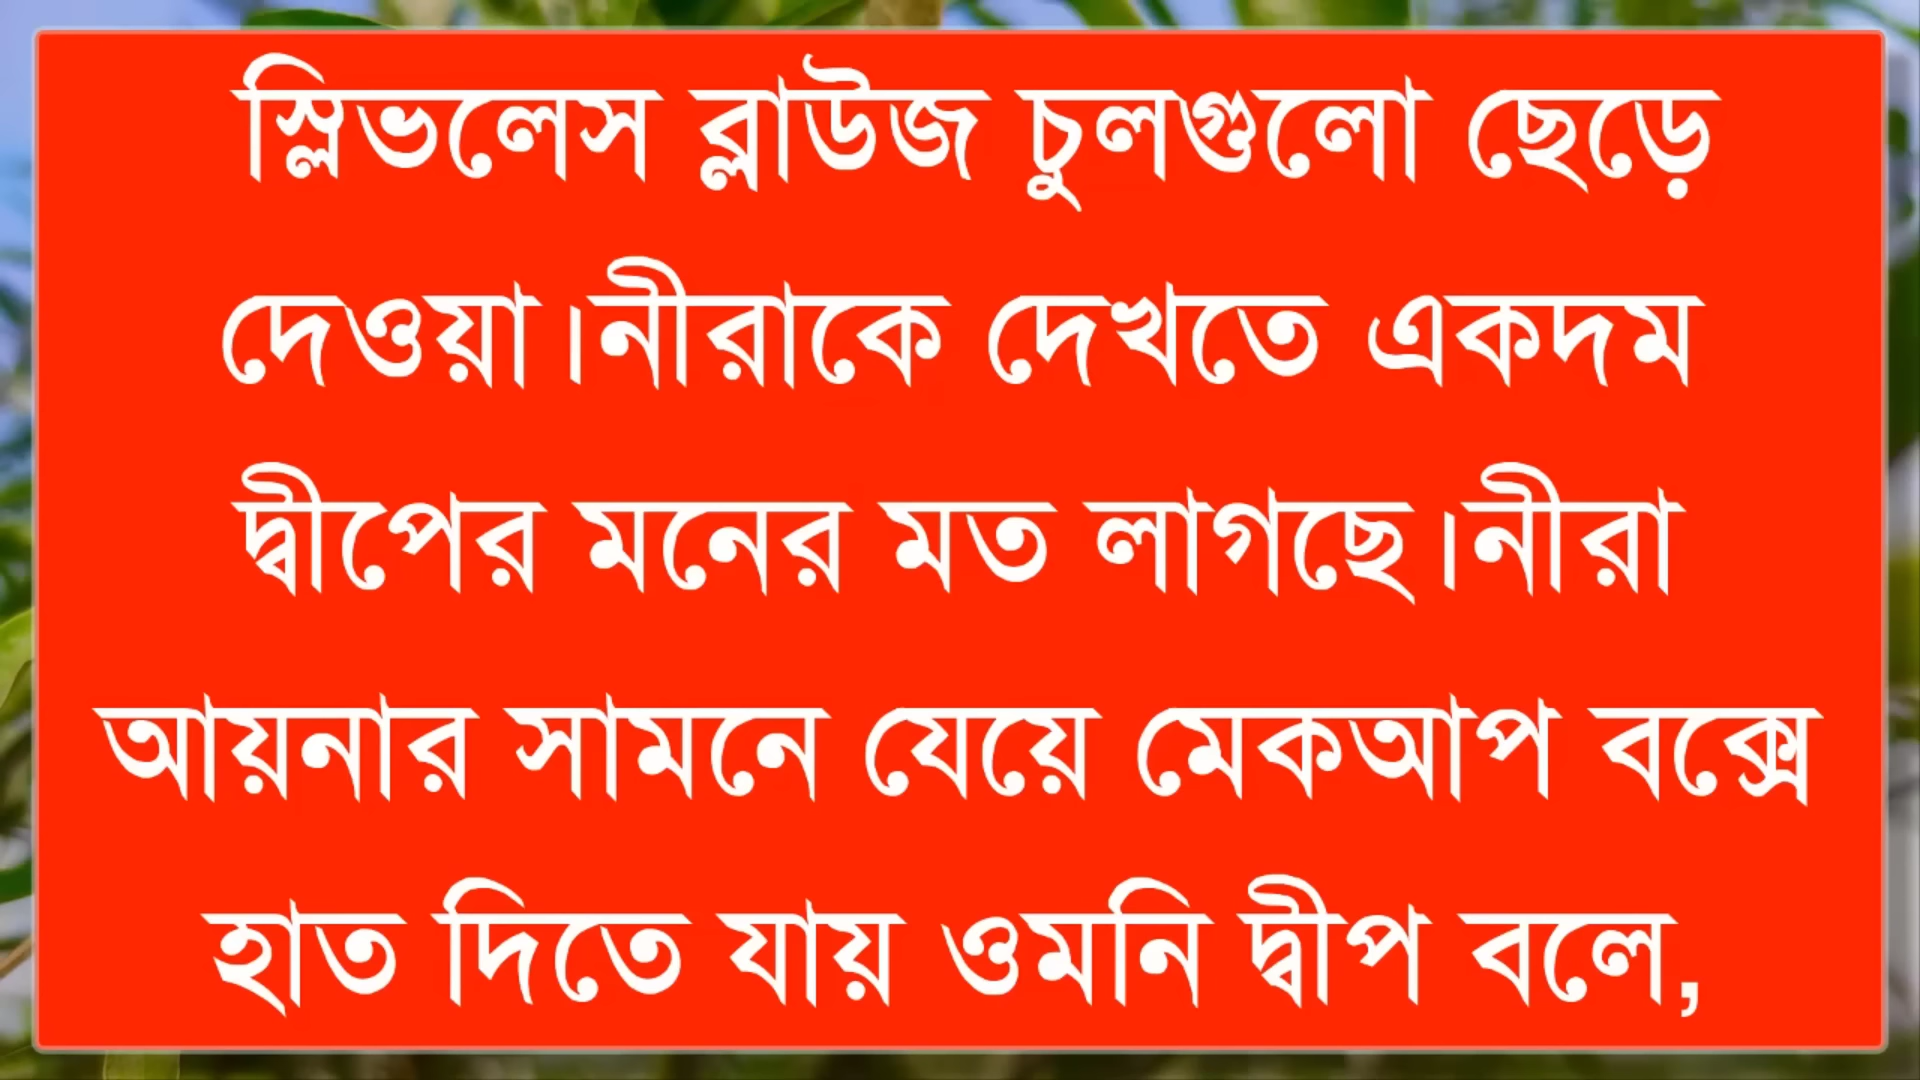 স্লিভলেস ব্লাউজ চুলগুলো ছেড়ে
দেওয়া।নীরাকে দেখতে একদম
দ্বীপের মনের মত লাগছে।নীরা
আয়নার সামনে যেয়ে মেকআপ বক্সে
হাত দিতে যায় ওমনি দ্বীপ বলে,